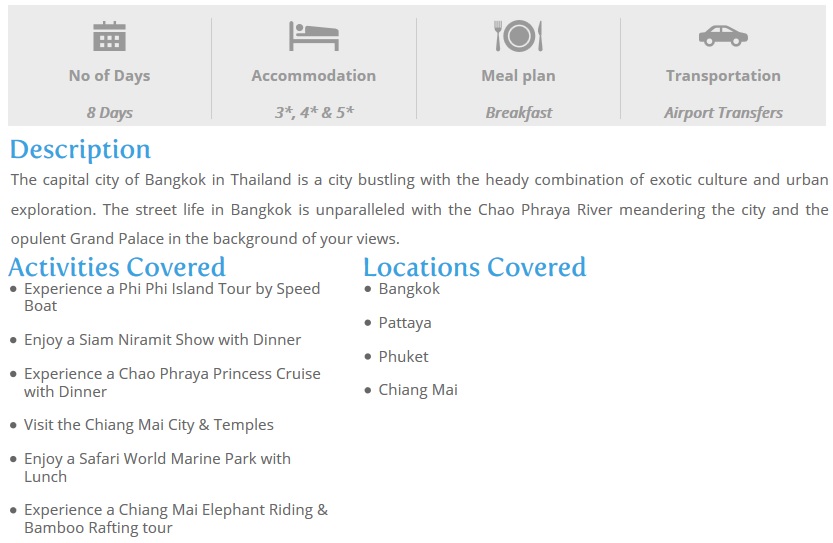 No of Days
8 Days
Accommodation
3*, 4* & 5*
Meal plan
Breakfast
Transportation
Airport Transfers
Description
The capital city of Bangkok in Thailand is a city bustling with the heady combination of exotic culture and urban
exploration. The street life in Bangkok is unparalleled with the Chao Phraya River meandering the city and the
opulent Grand Palace in the background of your views.
Activities Covered
• Experience a Phi Phi Island Tour by Speed
Boat
• Enjoy a Siam Niramit Show with Dinner
• Experience a Chao Phraya Princess Cruise
with Dinner
• Visit the Chiang Mai City & Temples
• Enjoy a Safari World Marine Park with
Lunch
• Experience a Chiang Mai Elephant Riding &
Bamboo Rafting tour
Locations Covered
• Bangkok
• Pattaya
• Phuket
• Chiang Mai